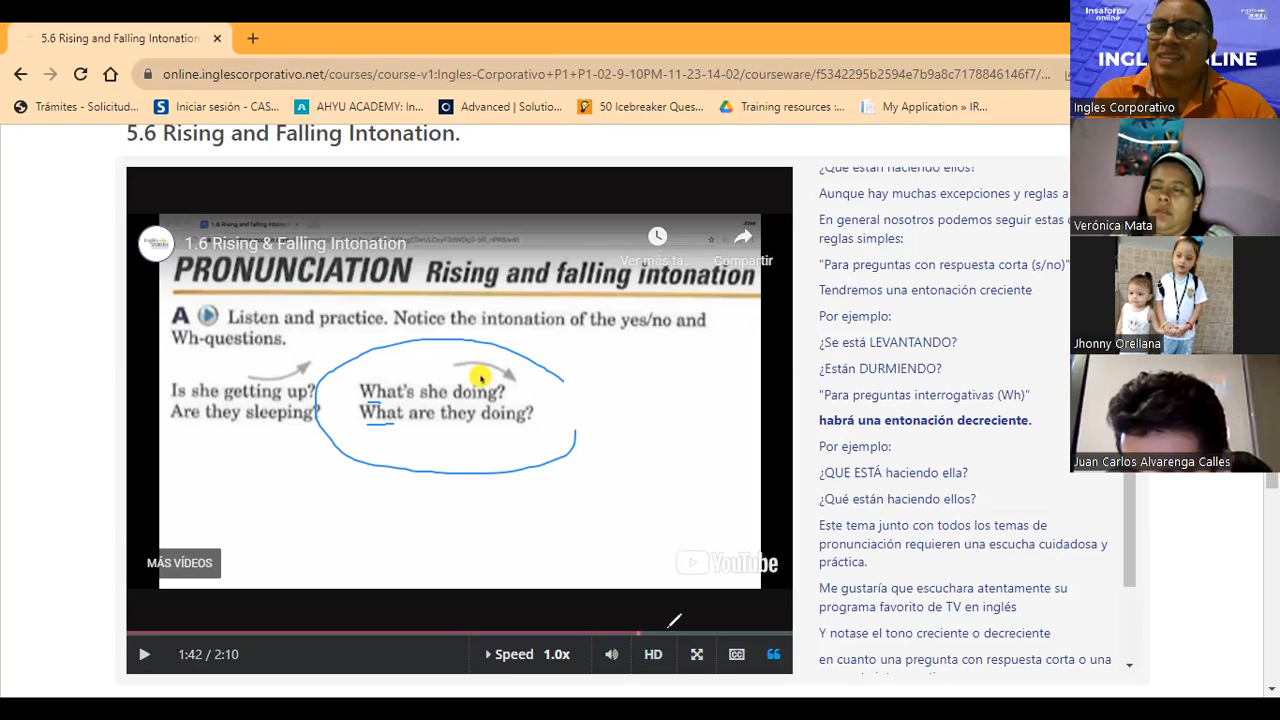 5.6 Rising and Falling Intonation
online.inglescorporativo.net/courses/course-v1:Ingles-Corporativo+P1+P1-02-9-10PM-11-23-14-02/courseware/f5342295b2594e7b9a8c7178846146f7/...
Trámites - Solicitud...
Iniciar sesión - CAS...
AHYU ACADEMY: In...
Advanced | Solutio...
50 Icebreaker Ques...
Training resources :...
My Application » IR...
5.6 Rising and Falling Intonation.
1.6 Rising & Falling Intonation
Ver más ta...
Compartir
PRONUNCIATION Rising and falling intonation
A Listen and practice. Notice the intonation of the yes/no and
Wh-questions.
Is she getting up? What's she doing?
Are they sleeping? What are they doing?
MÁS VÍDEOS
YouTube
1:42 / 2:10
Speed 1.0x
HD
¿Qué están haciendo ellos?
Aunque hay muchas excepciones y reglas a
En general nosotros podemos seguir estas
reglas simples:
"Para preguntas con respuesta corta (s/no)"
Tendremos una entonación creciente
Por ejemplo:
¿Se está LEVANTANDO?
¿Están DURMIENDO?
"Para preguntas interrogativas (Wh)"
habrá una entonación decreciente.
Por ejemplo:
¿QUE ESTÁ haciendo ella?
¿Qué están haciendo ellos?
Este tema junto con todos los temas de
pronunciación requieren una escucha cuidadosa y
práctica.
Me gustaría que escuchara atentamente su
programa favorito de TV en inglés
Y notase el tono creciente o decreciente
en cuanto una pregunta con respuesta corta o una
Insaforp
online
Ingles Corporativo
Verónica Mata
Jhonny Orellana
Juan Carlos Alvarenga Calles